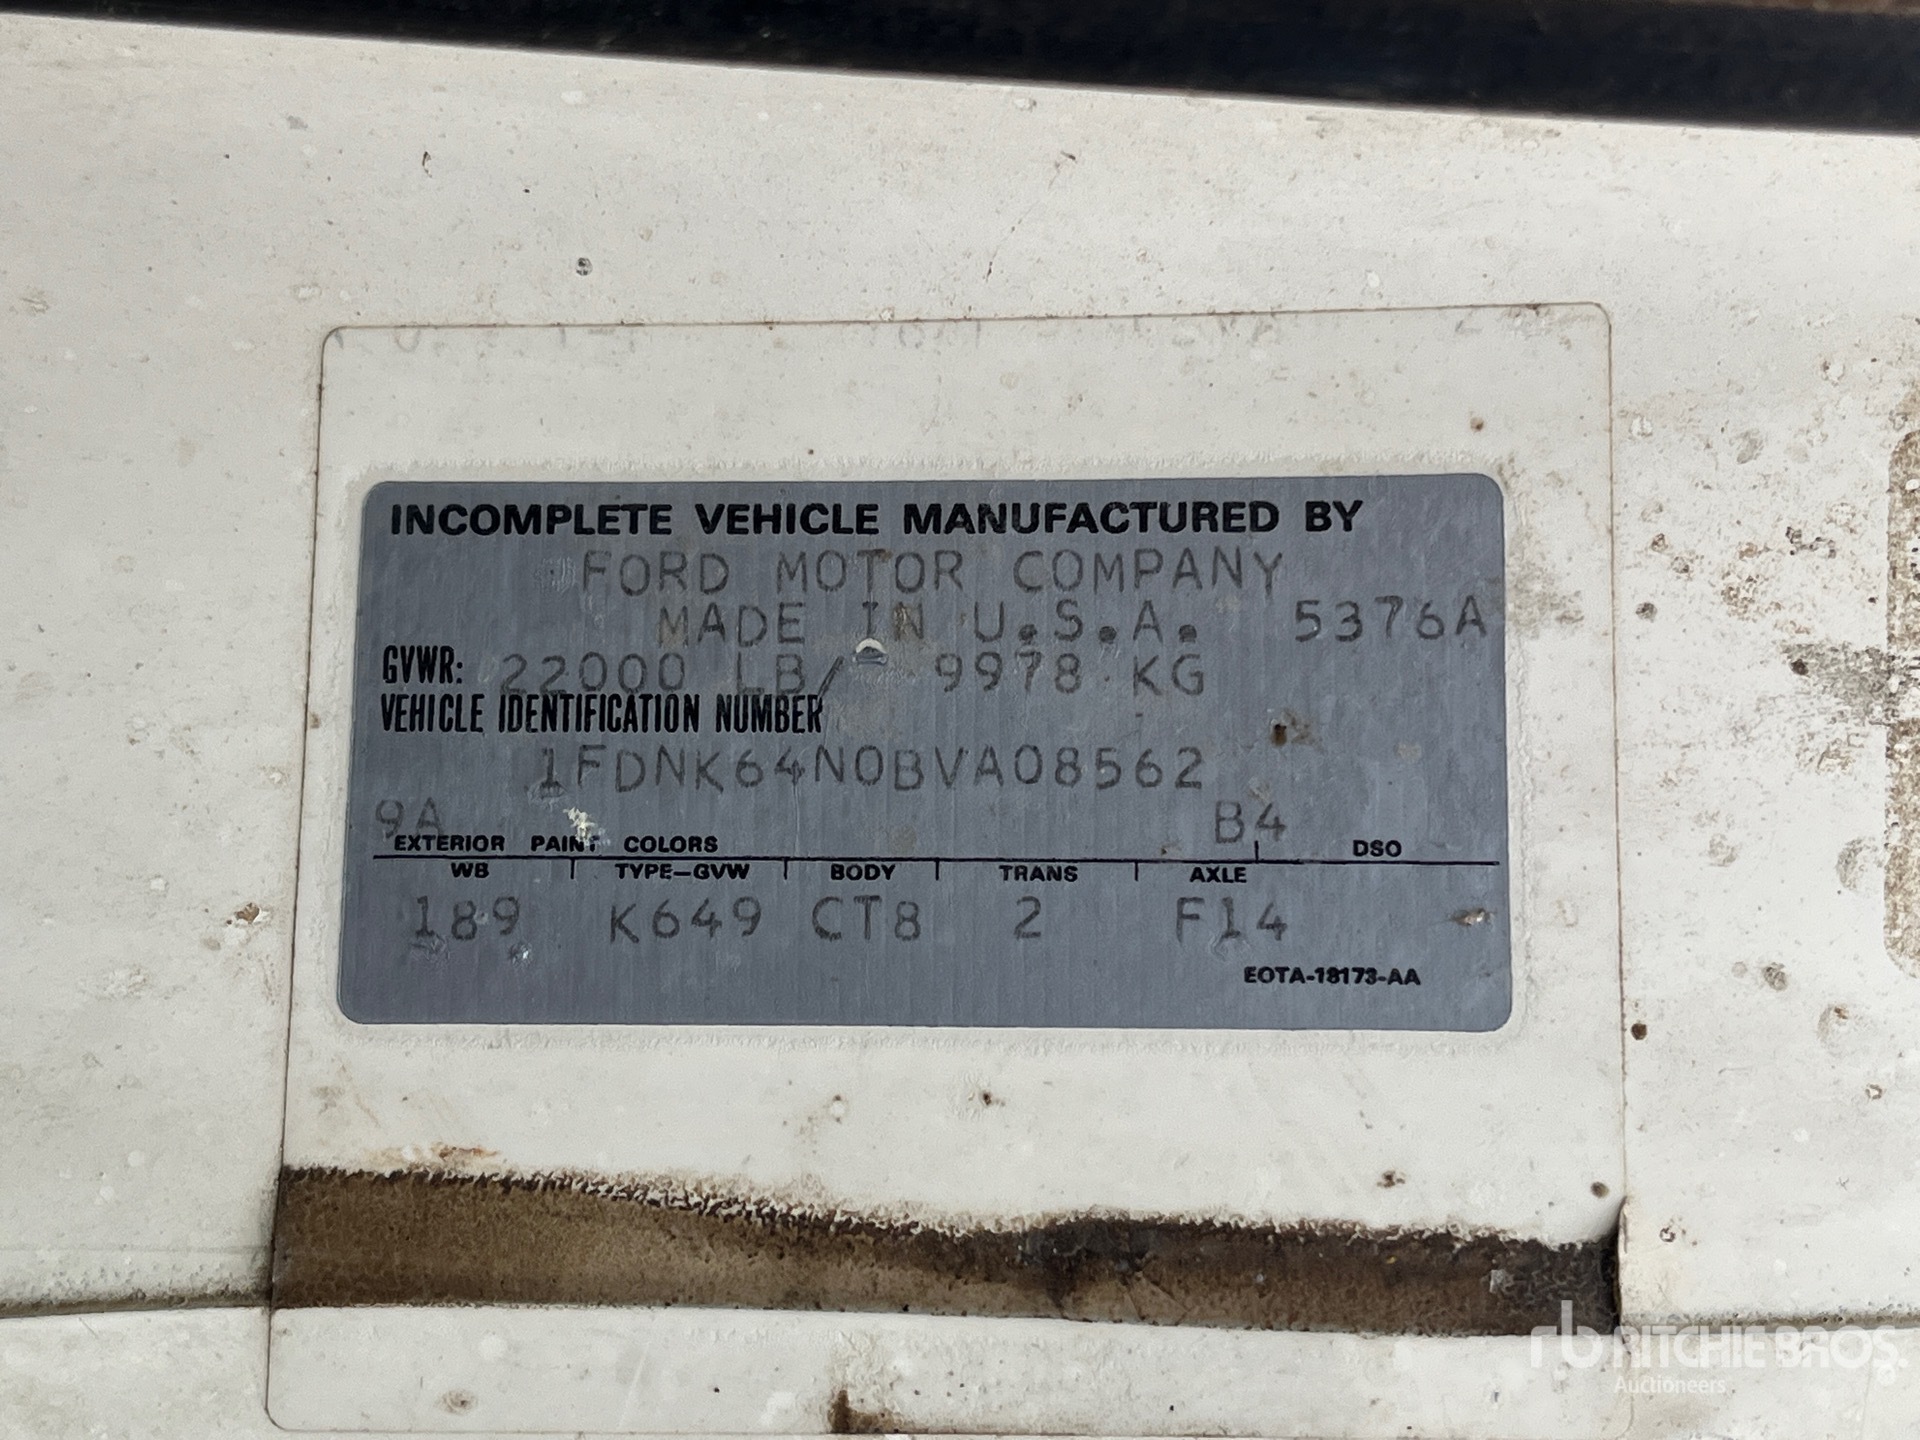 INCOMPLETE VEHICLE MANUFACTURED BY
FORD MOTOR COMPANY
MADE IN U.S.A. 5376A
GVWR: 22000 LB/ 9978 KG
VEHICLE IDENTIFICATION NUMBER
1FDNK64N0BVA08562
9A B4
EXTERIOR PAINT COLORS DSO
WB TYPE-GVW BODY TRANS AXLE
189 K649 CT8 2 F14
EOTA-18173-AA
rb RITCHIE BROS.
Auctioneers